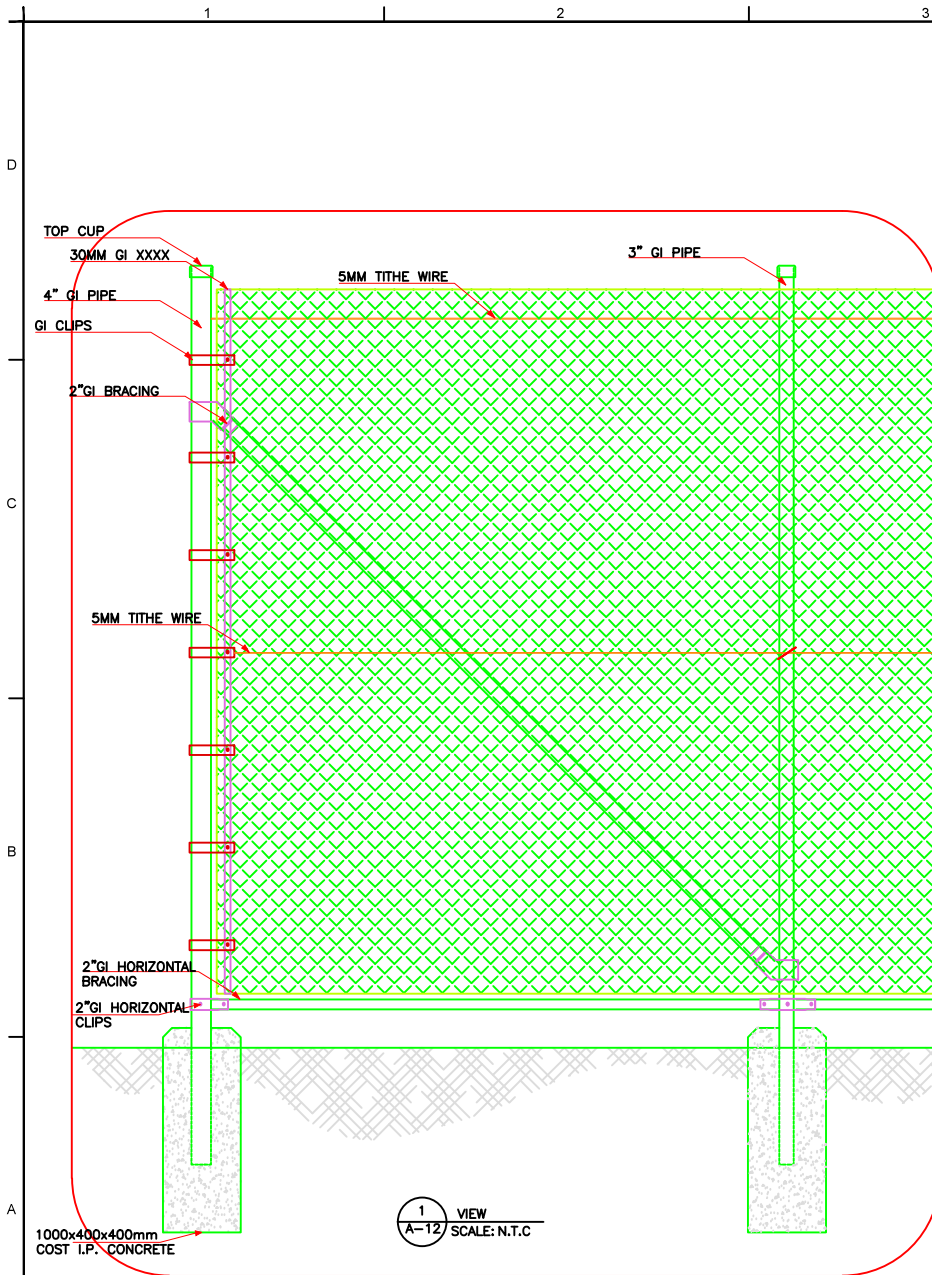 1 2 3
D
TOP CUP
30MM GI XXXX
3" GI PIPE
5MM TITHE WIRE
4" GI PIPE
GI CLIPS
2"GI BRACING
C
5MM TITHE WIRE
B
2"GI HORIZONTAL
BRACING
2"GI HORIZONTAL
CLIPS
A
1 VIEW
A-12 SCALE: N.T.C
1000x400x400mm
COST I.P. CONCRETE